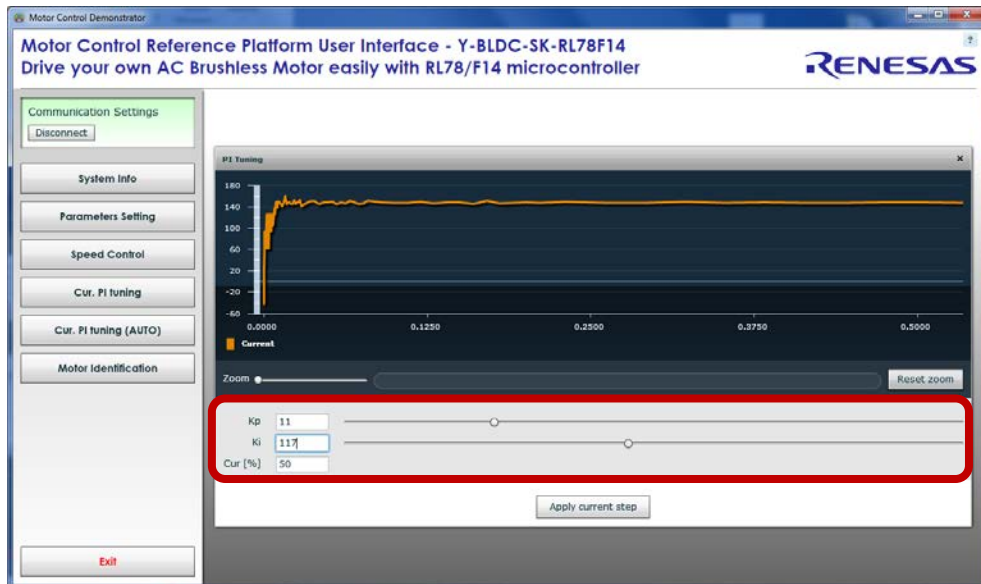 Motor Control Demonstrator
Motor Control Reference Platform User Interface - Y-BLDC-SK-RL78F14
Drive your own AC Brushless Motor easily with RL78/F14 microcontroller
?
RENESAS
Communication Settings
Disconnect
System Info
Parameters Setting
Speed Control
Cur. PI tuning
Cur. PI tuning (AUTO)
Motor Identification
Exit
PI Tuning
x
180
140
100
60
20
-20
-60
0.0000 0.1250 0.2500 0.3750 0.5000
Current
Zoom
Reset zoom
Kp 11
Ki 117
Cur [%] 50
Apply current step